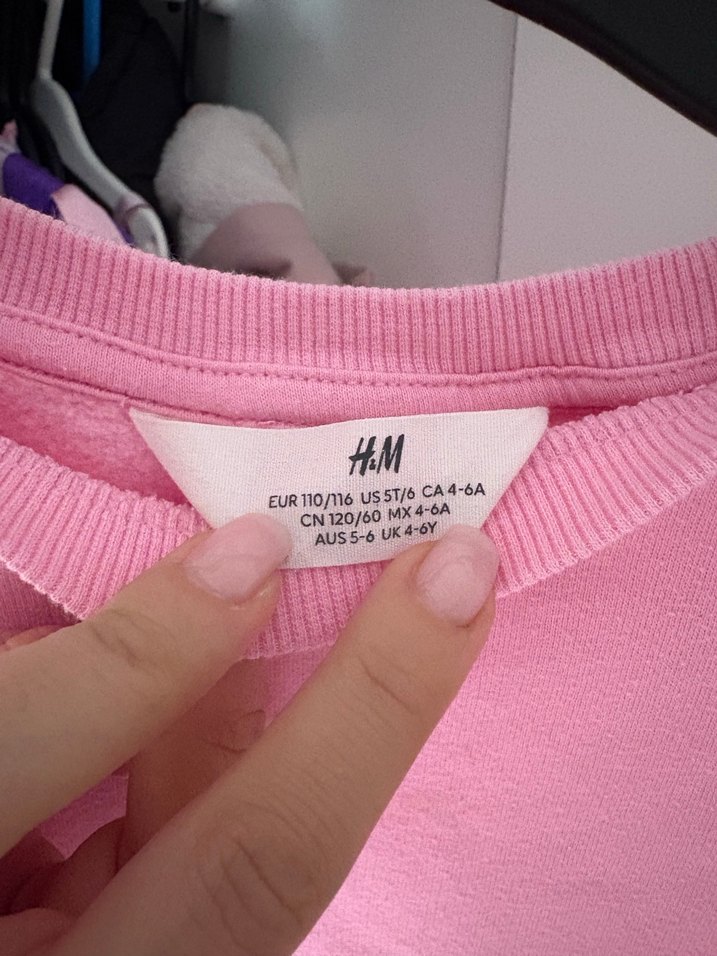 H&M
EUR 110/116 US 5T/6 CA 4-6A
CN 120/60 MX 4-6A
AUS 5-6 UK 4-6Y